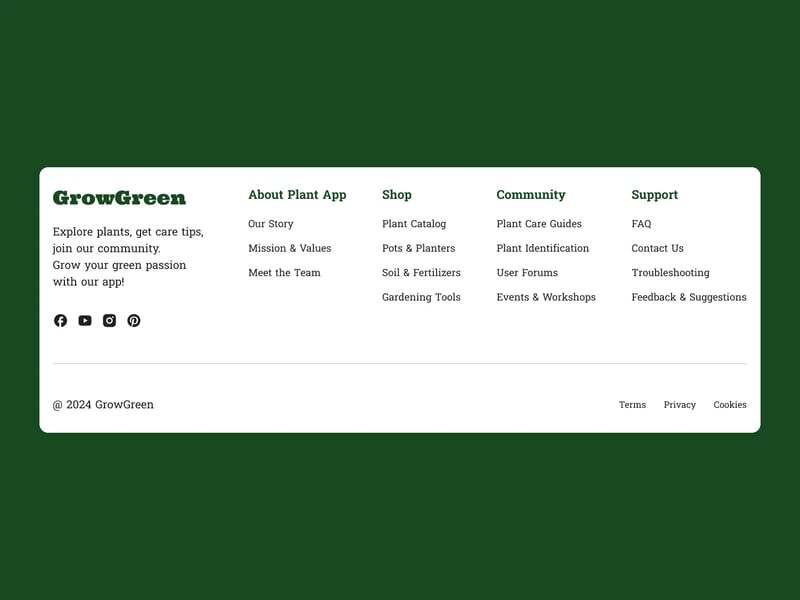 GrowGreen
Explore plants, get care tips,
join our community.
Grow your green passion
with our app!
About Plant App
Our Story
Mission & Values
Meet the Team
Shop
Plant Catalog
Pots & Planters
Soil & Fertilizers
Gardening Tools
Community
Plant Care Guides
Plant Identification
User Forums
Events & Workshops
Support
FAQ
Contact Us
Troubleshooting
Feedback & Suggestions
@ 2024 GrowGreen
Terms Privacy Cookies